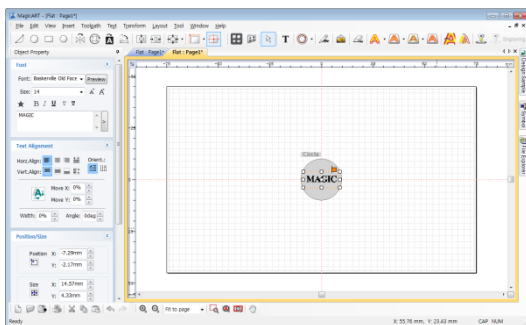 MagicART - [Flat : Page1*]
File Edit View Insert Toolpath Text Transform Layout Tool Window Help
Object Property
Flat : Page1* Flat : Page1*
Font
Font: Baskerville Old Face Preview
Size: 14
B I U
MAGIC
Text Alignment
Horz.Align: Orient.:
Vert.Align:
Move X: 0%
Move Y: 0%
Width: 0% Angle: 0deg
Position/Size
Position X: -7.29mm
Y: -2.17mm
Size X: 14.57mm
Y: 4.33mm
Circle
MAGIC
Design Sample
Symbol
File Explorer
Fit to page
Ready
X: 55.76 mm, Y: 23.43 mm CAP NUM